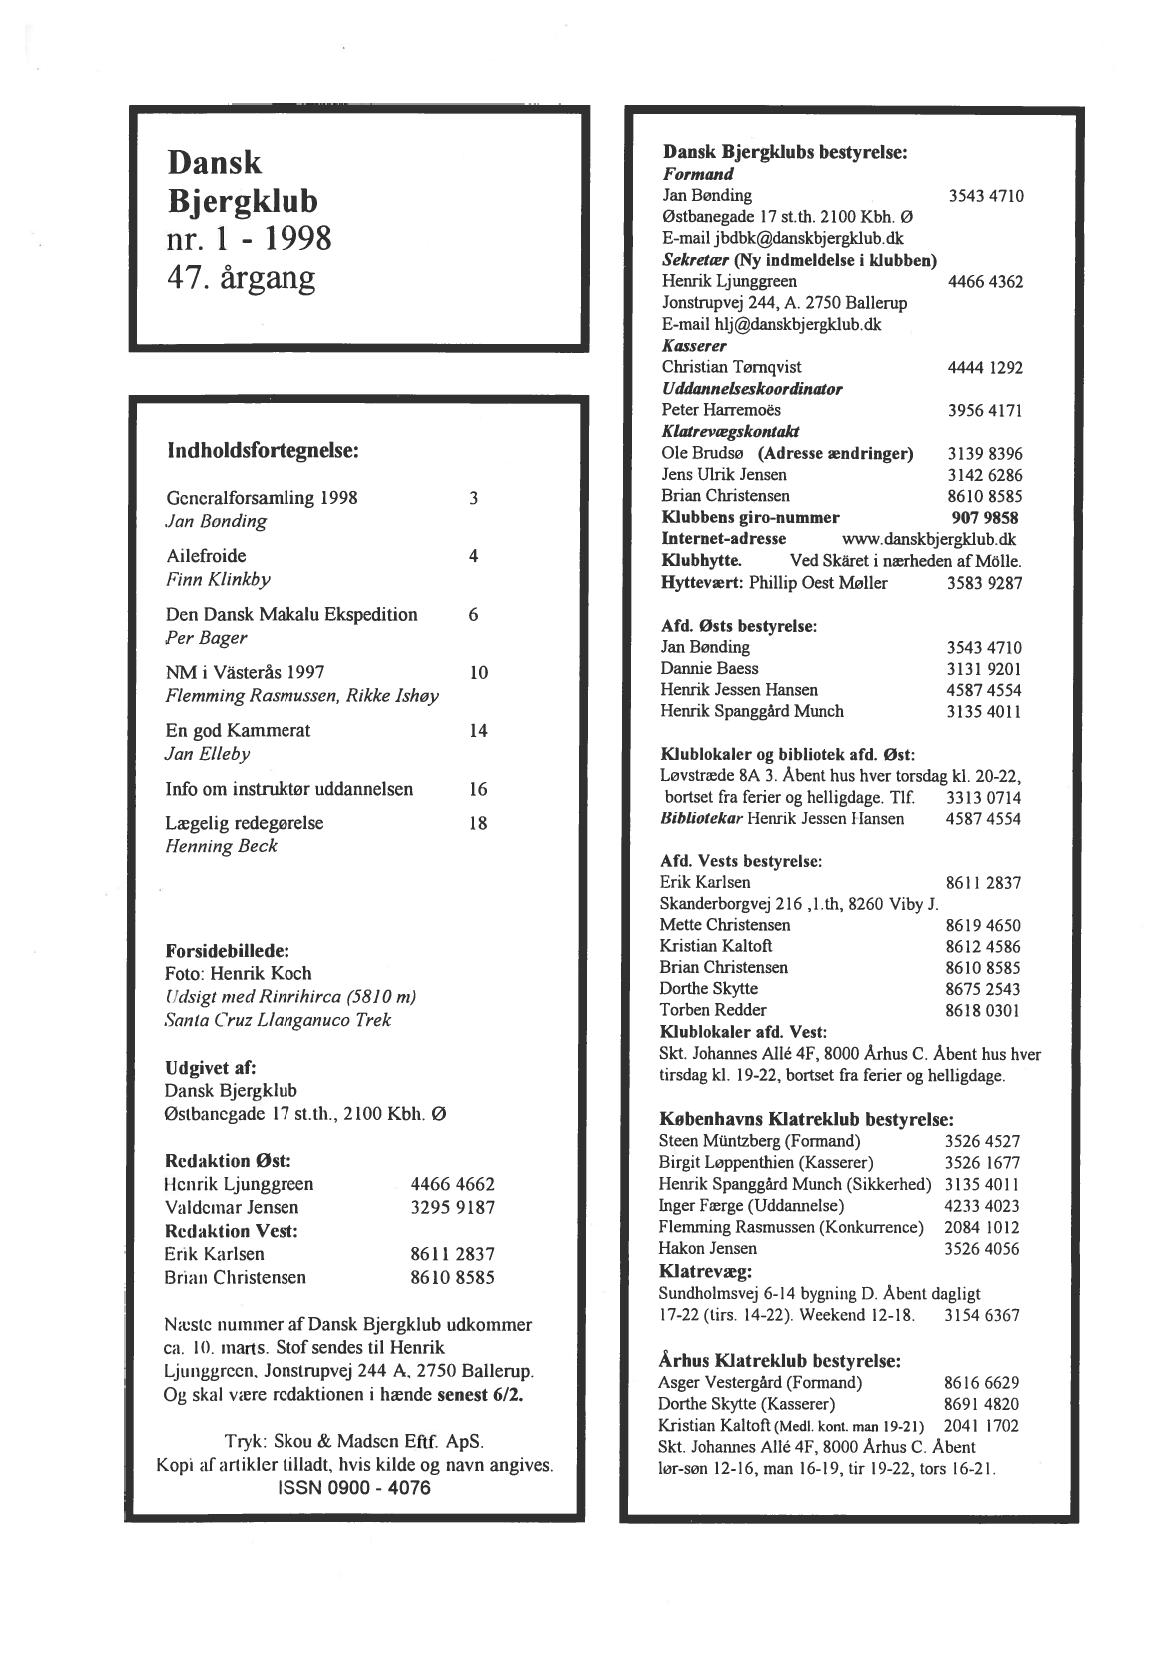 Dansk
Bjergklub
nr. 1 - 1998
47. årgang
Indholdsfortegnelse:
Generalforsamling 1998 3
Jan Bønding
Ailefroide 4
Finn Klinkby
Den Dansk Makalu Ekspedition 6
Per Bager
NM i Västerås 1997 10
Flemming Rasmussen, Rikke Ishøy
En god Kammerat 14
Jan Elleby
Info om instruktør uddannelsen 16
Lægelig redegørelse 18
Henning Beck
Forsidebillede:
Foto: Henrik Koch
Udsigt med Rinrihirca (5810 m)
Santa Cruz Llanganuco Trek
Udgivet af:
Dansk Bjergklub
Østbanegade 17 st.th., 2100 Kbh. Ø
Redaktion Øst:
Henrik Ljunggreen 4466 4662
Valdemar Jensen 3295 9187
Redaktion Vest:
Erik Karlsen 8611 2837
Brian Christensen 8610 8585
Næste nummer af Dansk Bjergklub udkommer
ca. 10. marts. Stof sendes til Henrik
Ljunggreen, Jonstrupvej 244 A, 2750 Ballerup.
Og skal være redaktionen i hænde senest 6/2.
Tryk: Skou & Madsen Eftf. ApS.
Kopi af artikler tilladt, hvis kilde og navn angives.
ISSN 0900 - 4076
Dansk Bjergklubs bestyrelse:
Formand
Jan Bønding 3543 4710
Østbanegade 17 st.th. 2100 Kbh. Ø
E-mail jbdbk@danskbjergklub.dk
Sekretær (Ny indmeldelse i klubben)
Henrik Ljunggreen 4466 4362
Jonstrupvej 244, A. 2750 Ballerup
E-mail hlj@danskbjergklub.dk
Kasserer
Christian Tørnqvist 4444 1292
Uddannelseskoordinator
Peter Harremoës 3956 4171
Klatrevægskontakt
Ole Brudsø (Adresse ændringer) 3139 8396
Jens Ulrik Jensen 3142 6286
Brian Christensen 8610 8585
Klubbens giro-nummer 907 9858
Internet-adresse www.danskbjergklub.dk
Klubhytte. Ved Skäret i nærheden af Mölle.
Hyttevært: Phillip Oest Møller 3583 9287
Afd. Østs bestyrelse:
Jan Bønding 3543 4710
Dannie Baess 3131 9201
Henrik Jessen Hansen 4587 4554
Henrik Spanggård Munch 3135 4011
Klublokaler og bibliotek afd. Øst:
Løvstræde 8A 3. Åbent hus hver torsdag kl. 20-22,
bortset fra ferier og helligdage. Tlf. 3313 0714
Bibliotekar Henrik Jessen Hansen 4587 4554
Afd. Vests bestyrelse:
Erik Karlsen 8611 2837
Skanderborgvej 216 ,1.th, 8260 Viby J.
Mette Christensen 8619 4650
Kristian Kaltoft 8612 4586
Brian Christensen 8610 8585
Dorthe Skytte 8675 2543
Torben Redder 8618 0301
Klublokaler afd. Vest:
Skt. Johannes Allé 4F, 8000 Århus C. Åbent hus hver
tirsdag kl. 19-22, bortset fra ferier og helligdage.
Københavns Klatreklub bestyrelse:
Steen Müntzberg (Formand) 3526 4527
Birgit Løppenthien (Kasserer) 3526 1677
Henrik Spanggård Munch (Sikkerhed) 3135 4011
Inger Færge (Uddannelse) 4233 4023
Flemming Rasmussen (Konkurrence) 2084 1012
Hakon Jensen 3526 4056
Klatrevæg:
Sundholmsvej 6-14 bygning D. Åbent dagligt
17-22 (tirs. 14-22). Weekend 12-18. 3154 6367
Århus Klatreklub bestyrelse:
Asger Vestergård (Formand) 8616 6629
Dorthe Skytte (Kasserer) 8691 4820
Kristian Kaltoft (Medl. kont. man 19-21) 2041 1702
Skt. Johannes Allé 4F, 8000 Århus C. Åbent
lør-søn 12-16, man 16-19, tir 19-22, tors 16-21.